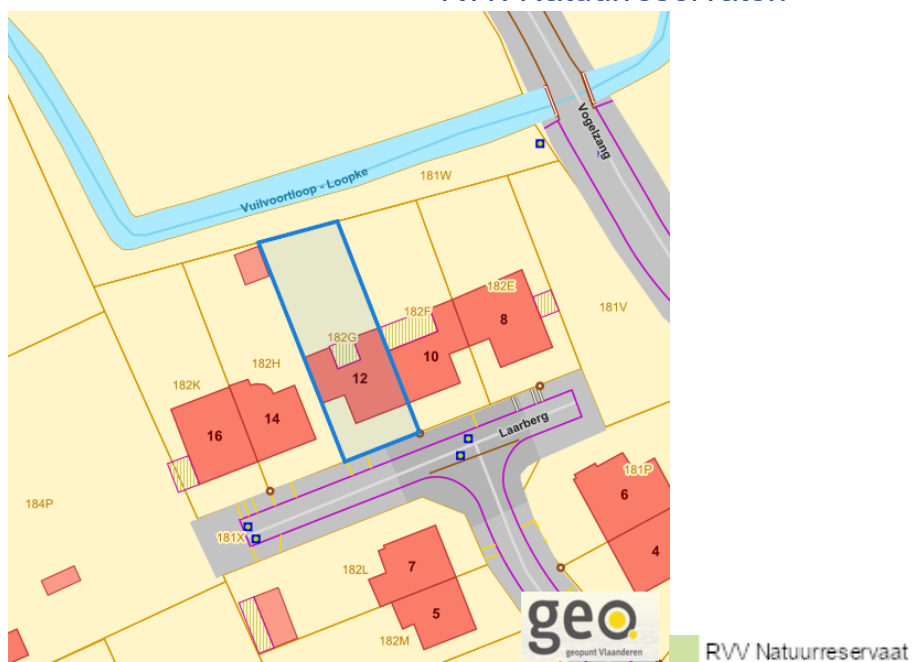 Vogelzang
Vuilvoortloop - Loopke
181W
182E
182F
8
181V
182G
10
182H
12
182K
14
16
Laarberg
181P
6
184P
181X
7
4
182L
5
182M
geo
geopunt Vlaanderen
RVV Natuurreservaat